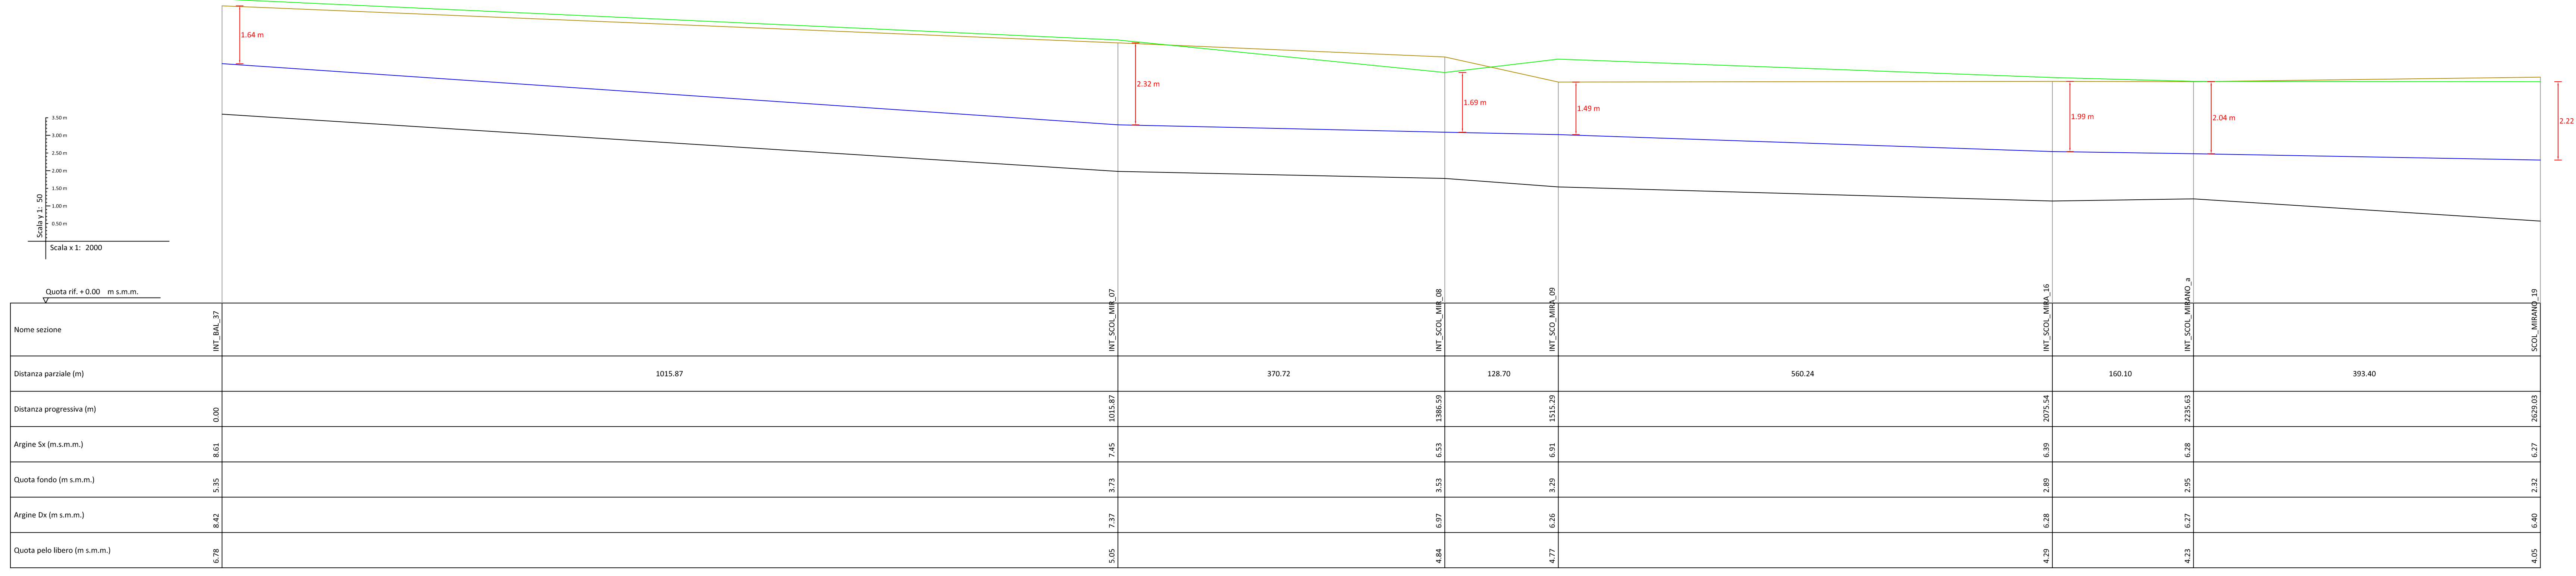 1.64 m
2.32 m
1.69 m
1.49 m
1.99 m
2.04 m
2.22
3.50 m
3.00 m
2.50 m
2.00 m
1.50 m
1.00 m
0.50 m
Scala y 1: 50
Scala x 1: 2000
Quota rif. + 0.00 m s.m.m.
Nome sezione INT_BAL_37 INT_SCOL_MIR_07 INT_SCOL_MIR_08 INT_SCO_MIRA_09 INT_SCOL_MIRA_16 INT_SCOL_MIRANO_a SCOL_MIRANO_19
Distanza parziale (m) 1015.87 370.72 128.70 560.24 160.10 393.40
Distanza progressiva (m) 0.00 1015.87 1386.59 1515.29 2075.54 2235.63 2629.03
Argine Sx (m.s.m.m.) 8.61 7.45 6.53 6.91 6.39 6.28 6.27
Quota fondo (m s.m.m.) 5.35 3.73 3.53 3.29 2.89 2.95 2.32
Argine Dx (m s.m.m.) 8.42 7.37 6.97 6.26 6.28 6.27 6.40
Quota pelo libero (m s.m.m.) 6.78 5.05 4.84 4.77 4.29 4.23 4.05